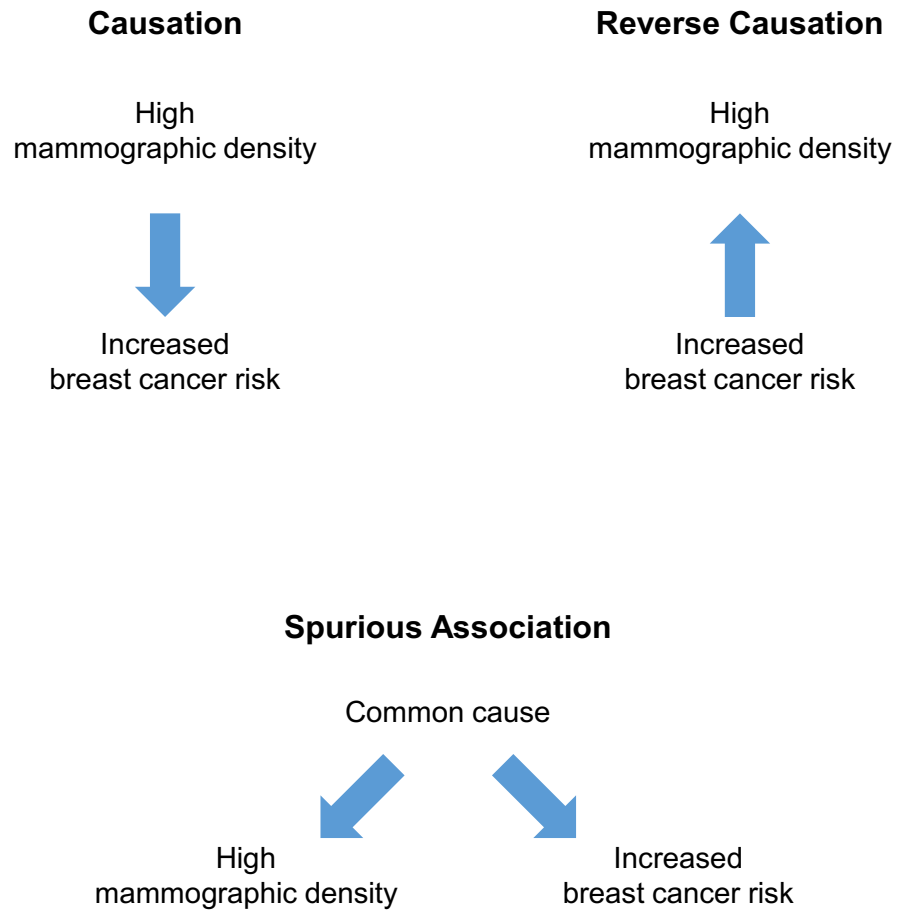 Causation
High
mammographic density
Increased
breast cancer risk
Reverse Causation
High
mammographic density
Increased
breast cancer risk
Spurious Association
Common cause
High
mammographic density
Increased
breast cancer risk